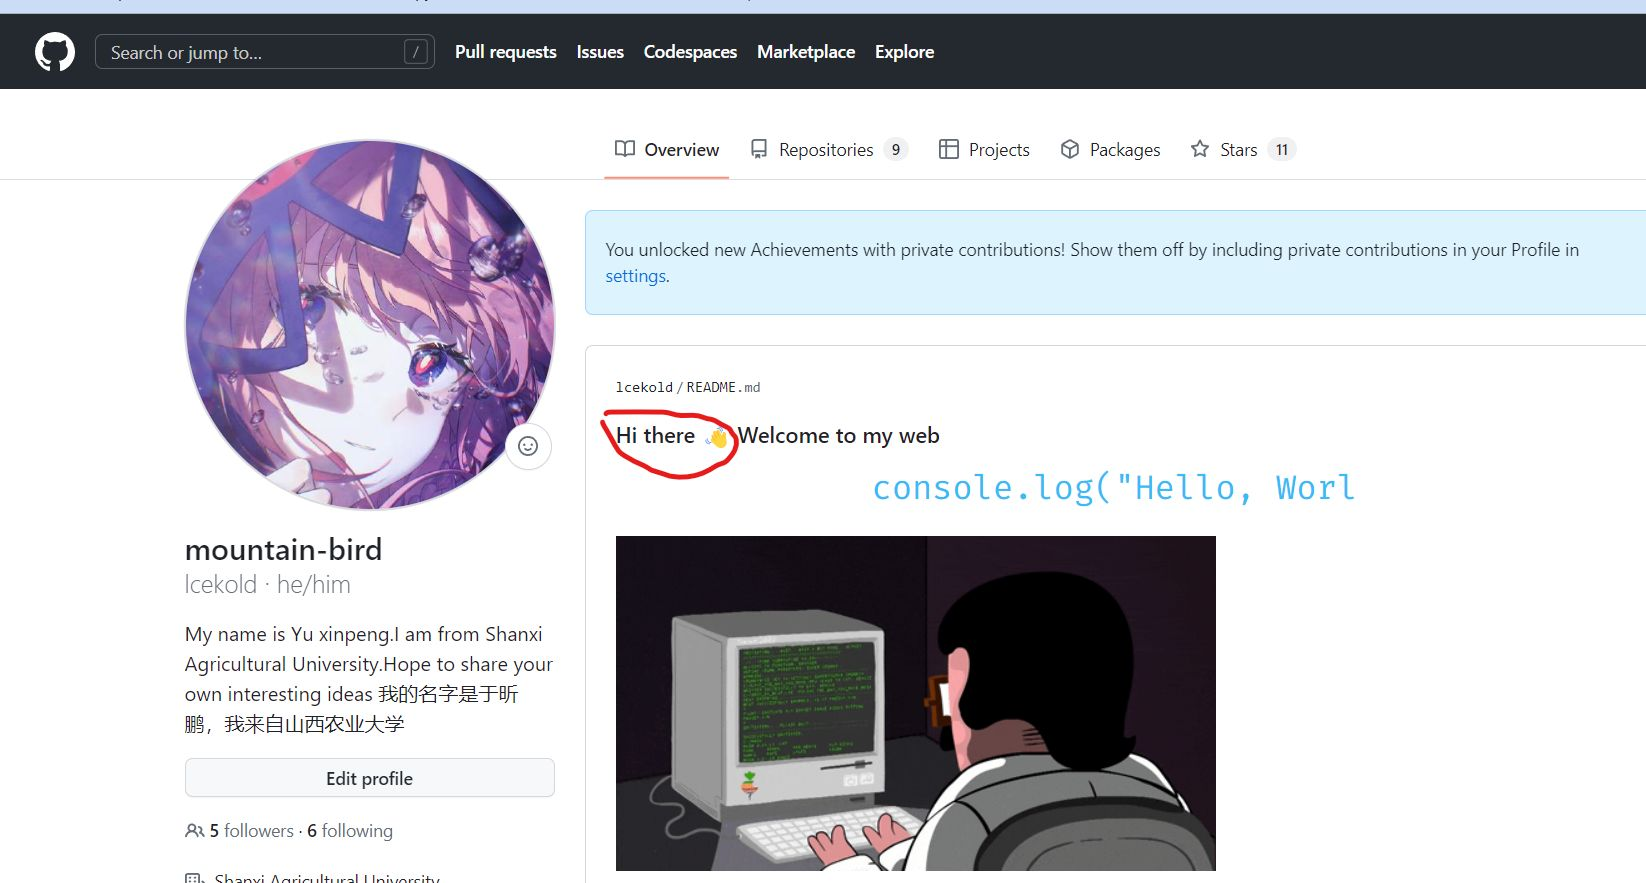 Search or jump to... /
Pull requests Issues Codespaces Marketplace Explore
Overview Repositories 9 Projects Packages Stars 11
You unlocked new Achievements with private contributions! Show them off by including private contributions in your Profile in
settings.
lcekold/README.md
Hi there 👋 Welcome to my web
console.log("Hello, Worl
mountain-bird
lcekold · he/him
My name is Yu xinpeng.I am from Shanxi
Agricultural University.Hope to share your
own interesting ideas 我的名字是于昕
鹏，我来自山西农业大学
Edit profile
5 followers · 6 following
Shanxi Agricultural University